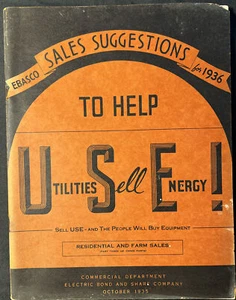 EBASCO SALES SUGGESTIONS for 1936
TO HELP
UTILITIES Sell ENERGY!
SELL USE-AND THE PEOPLE WILL BUY EQUIPMENT
RESIDENTIAL AND FARM SALES
COMMERCIAL DEPARTMENT
ELECTRIC BOND AND SHARE COMPANY
OCTOBER 1935